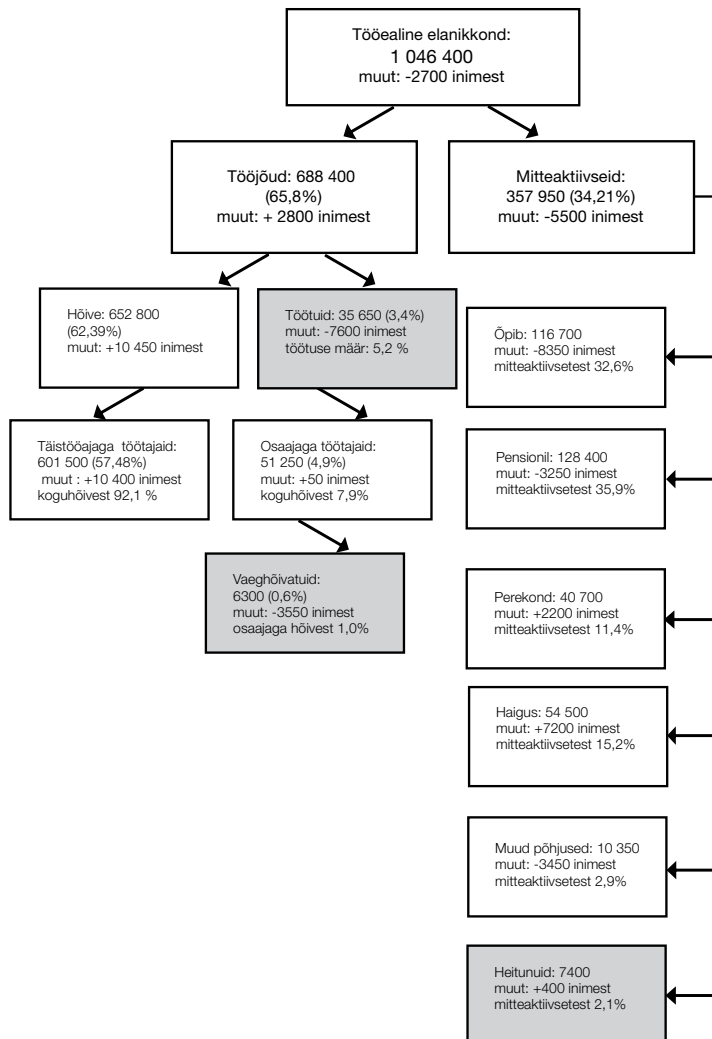 Tööealine elanikkond:
1 046 400
muut: -2700 inimest
Tööjõud: 688 400
(65,8%)
muut: + 2800 inimest
Mitteaktiivseid:
357 950 (34,21%)
muut: -5500 inimest
Hõive: 652 800
(62,39%)
muut: +10 450 inimest
Töötuid: 35 650 (3,4%)
muut: -7600 inimest
töötuse määr: 5,2 %
Täistööajaga töötajaid:
601 500 (57,48%)
muut : +10 400 inimest
koguhõivest 92,1 %
Osaajaga töötajaid:
51 250 (4,9%)
muut: +50 inimest
koguhõivest 7,9%
Vaeghõivatuid:
6300 (0,6%)
muut: -3550 inimest
osaajaga hõivest 1,0%
Õpib: 116 700
muut: -8350 inimest
mitteaktiivsetest 32,6%
Pensionil: 128 400
muut: -3250 inimest
mitteaktiivsetest 35,9%
Perekond: 40 700
muut: +2200 inimest
mitteaktiivsetest 11,4%
Haigus: 54 500
muut: +7200 inimest
mitteaktiivsetest 15,2%
Muud põhjused: 10 350
muut: -3450 inimest
mitteaktiivsetest 2,9%
Heitunuid: 7400
muut: +400 inimest
mitteaktiivsetest 2,1%